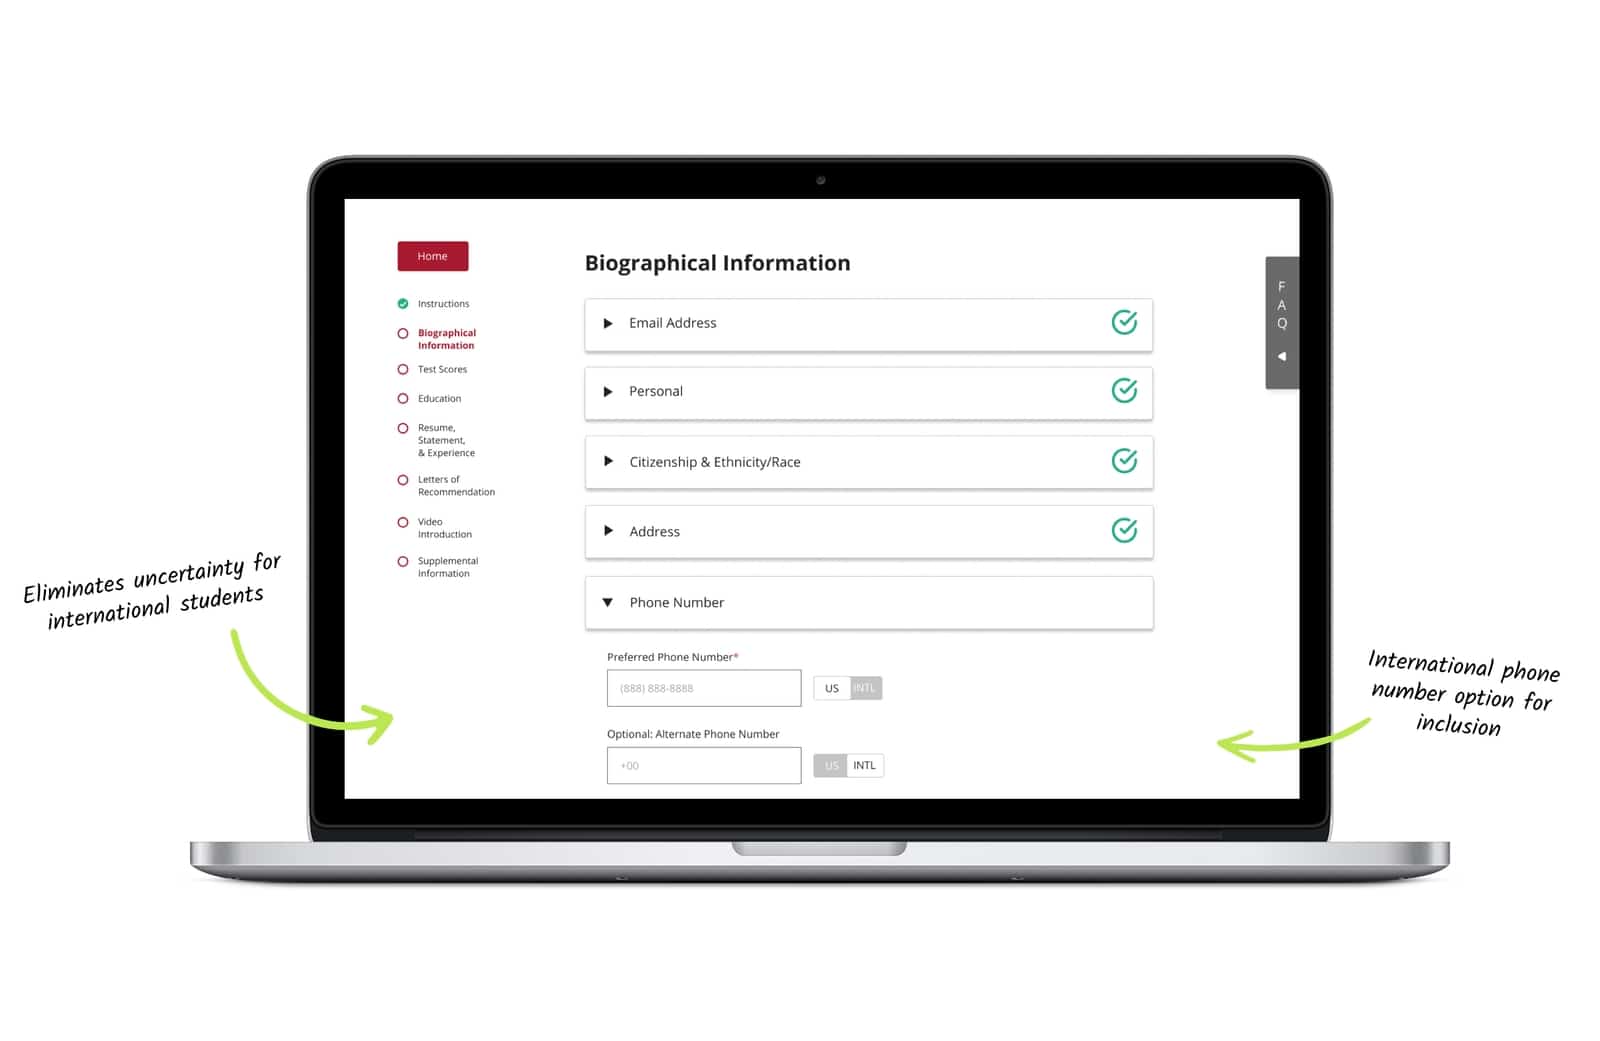 Home
Instructions
Biographical
Information
Test Scores
Education
Resume,
Statement,
& Experience
Letters of
Recommendation
Video
Introduction
Supplemental
Information
Biographical Information
Email Address
Personal
Citizenship & Ethnicity/Race
Address
Phone Number
Preferred Phone Number*
(888) 888-8888
US INTL
Optional: Alternate Phone Number
+00
US INTL
F
A
Q
Eliminates uncertainty for
international students
International phone
number option for
inclusion